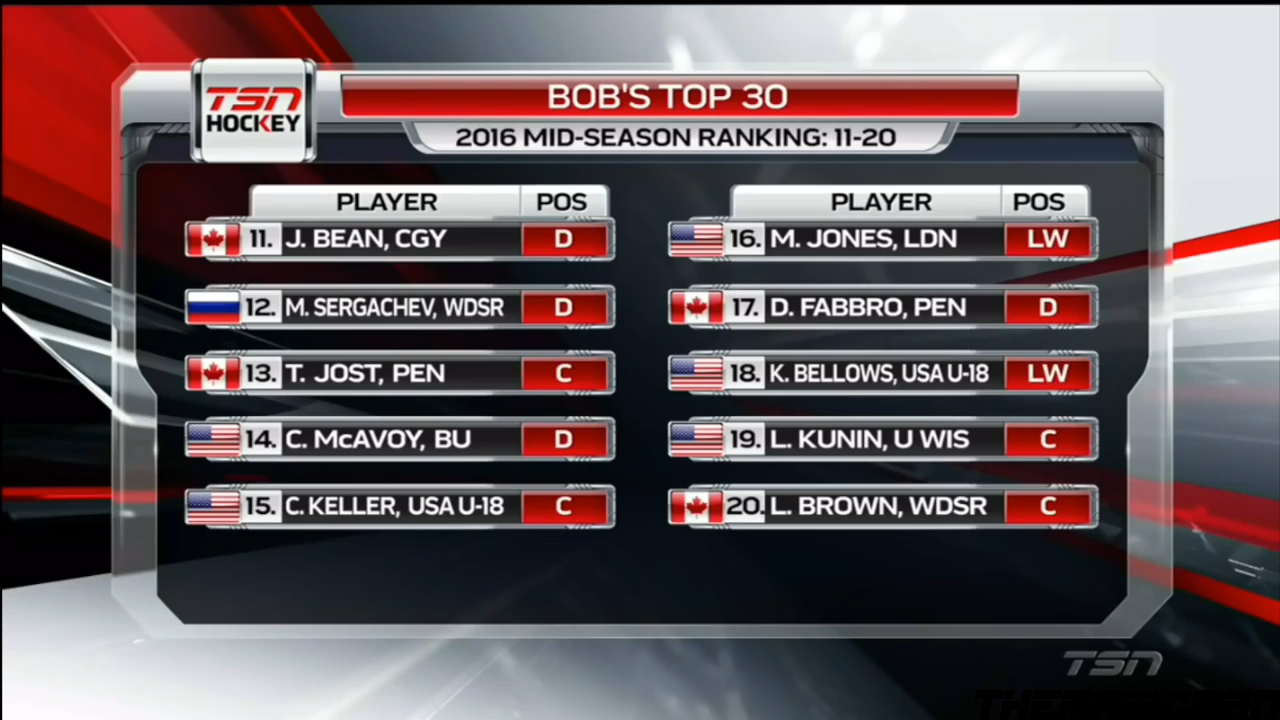 TSN
HOCKEY
BOB'S TOP 30
2016 MID-SEASON RANKING: 11-20
PLAYER POS
11. J. BEAN, CGY D
12. M. SERGACHEV, WDSR D
13. T. JOST, PEN C
14. C. McAVOY, BU D
15. C. KELLER, USA U-18 C
PLAYER POS
16. M. JONES, LDN LW
17. D. FABBRO, PEN D
18. K. BELLOWS, USA U-18 LW
19. L. KUNIN, U WIS C
20. L. BROWN, WDSR C
TSN